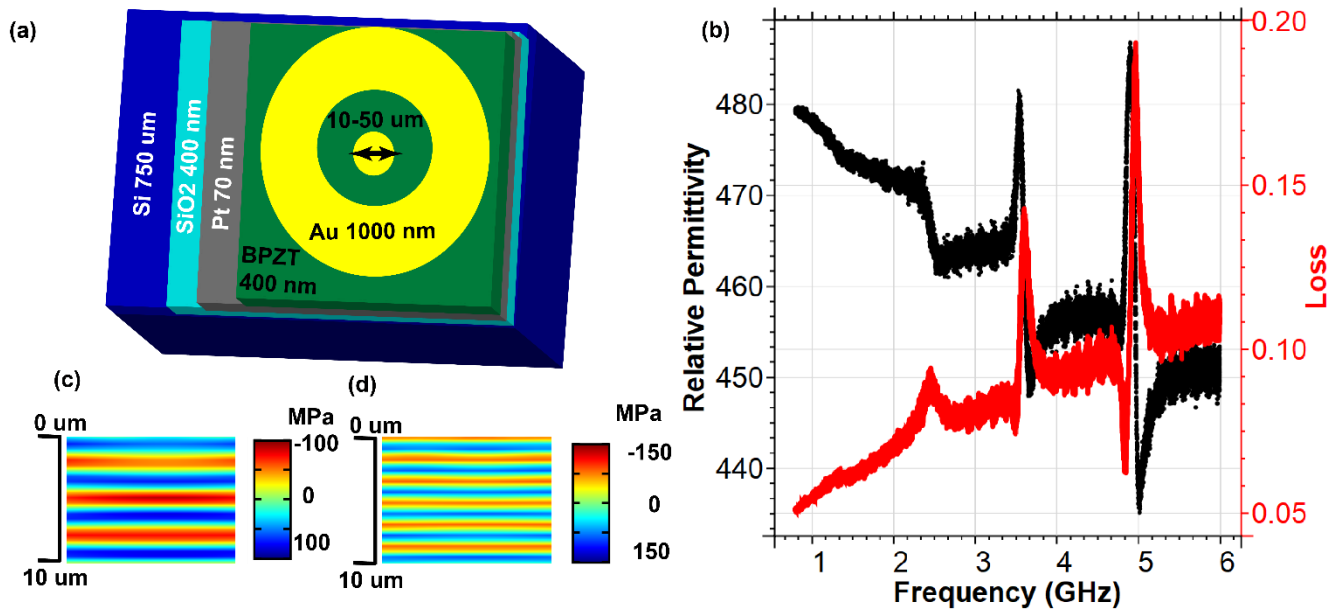 (a)
Si 750 um
SiO2 400 nm
Pt 70 nm
10-50 um
Au 1000 nm
BPZT
400 nm
(b)
480
470
460
450
440
Relative Permittivity
1
2
3
4
5
6
Frequency (GHz)
0.20
0.15
0.10
0.05
Loss
(c)
0 um
10 um
MPa
-100
0
100
(d)
0 um
10 um
MPa
-150
0
150